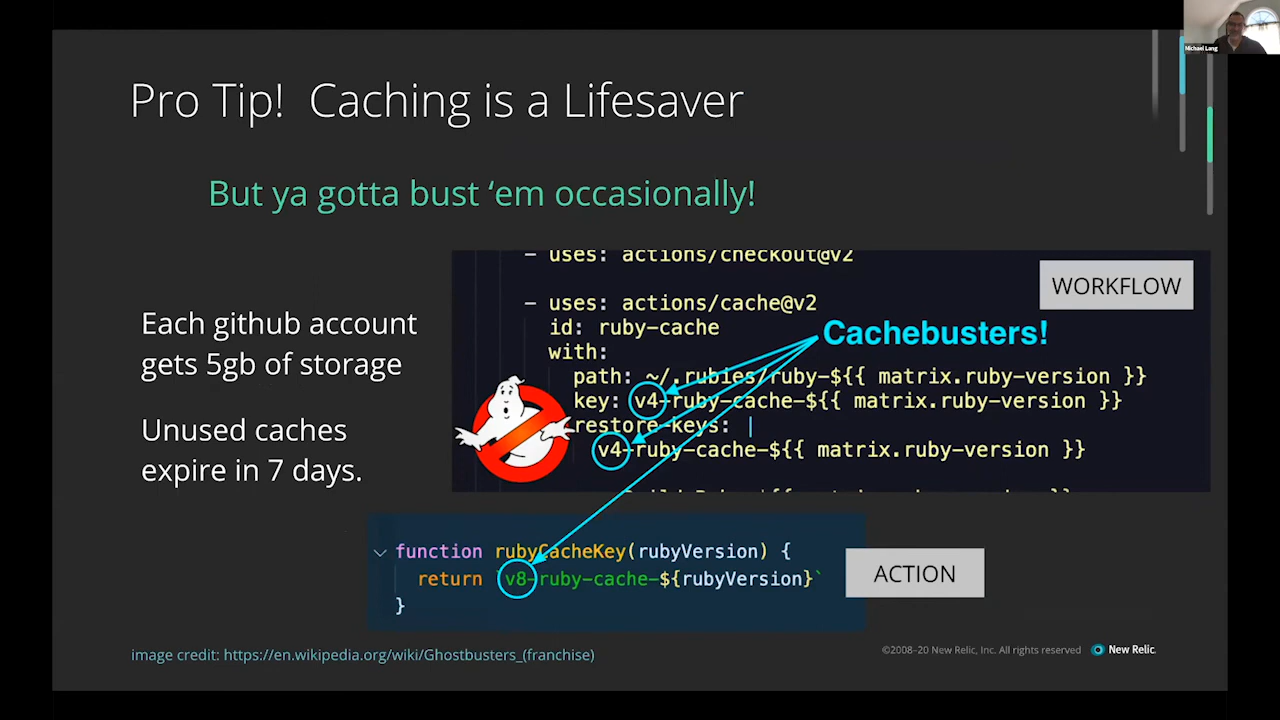 Michael Lang
Pro Tip! Caching is a Lifesaver
But ya gotta bust ‘em occasionally!
Each github account
gets 5gb of storage
Unused caches
expire in 7 days.
- uses: actions/checkout@v2
WORKFLOW
- uses: actions/cache@v2
id: ruby-cache
Cachebusters!
with:
path: ~/.rubies/ruby-${{ matrix.ruby-version }}
key: v4-ruby-cache-${{ matrix.ruby-version }}
restore-keys: |
v4-ruby-cache-${{ matrix.ruby-version }}
function rubyCacheKey(rubyVersion) {
return `v8-ruby-cache-${rubyVersion}`
}
ACTION
image credit: https://en.wikipedia.org/wiki/Ghostbusters_(franchise)
©2008–20 New Relic, Inc. All rights reserved
New Relic.